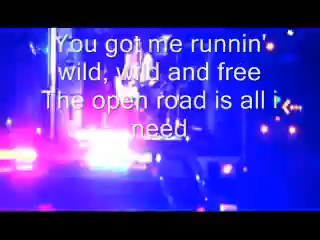 You got me runnin'
wild, wild and free
The open road is all i
need